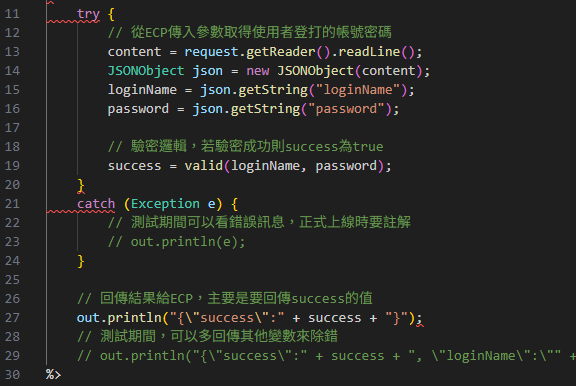 11 try {
12 // 從ECP傳入參數取得使用者登打的帳號密碼
13 content = request.getReader().readLine();
14 JSONObject json = new JSONObject(content);
15 loginName = json.getString("loginName");
16 password = json.getString("password");
17
18 // 驗密邏輯，若驗密成功則success為true
19 success = valid(loginName, password);
20 }
21 catch (Exception e) {
22 // 測試期間可以看錯誤訊息，正式上線時要註解
23 // out.println(e);
24 }
25
26 // 回傳結果給ECP，主要是要回傳success的值
27 out.println("{\"success\":" + success + "}");
28 // 測試期間，可以多回傳其他變數來除錯
29 // out.println("{\"success\":" + success + ", \"loginName\":\"" +
30 %>